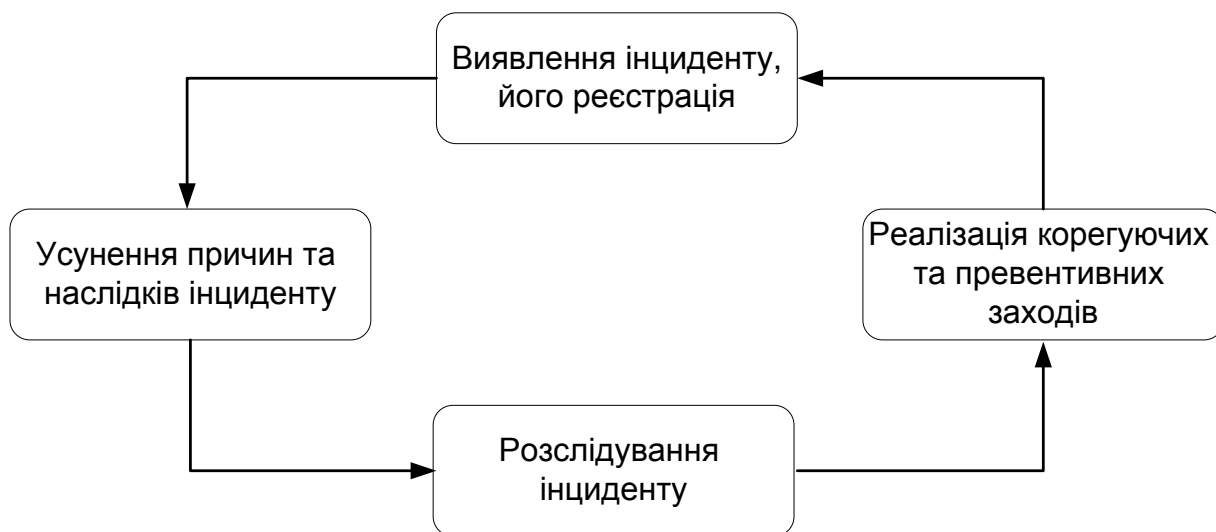 Виявлення інциденту,
його реєстрація
Усунення причин та
наслідків інциденту
Реалізація корегуючих
та превентивних
заходів
Розслідування
інциденту